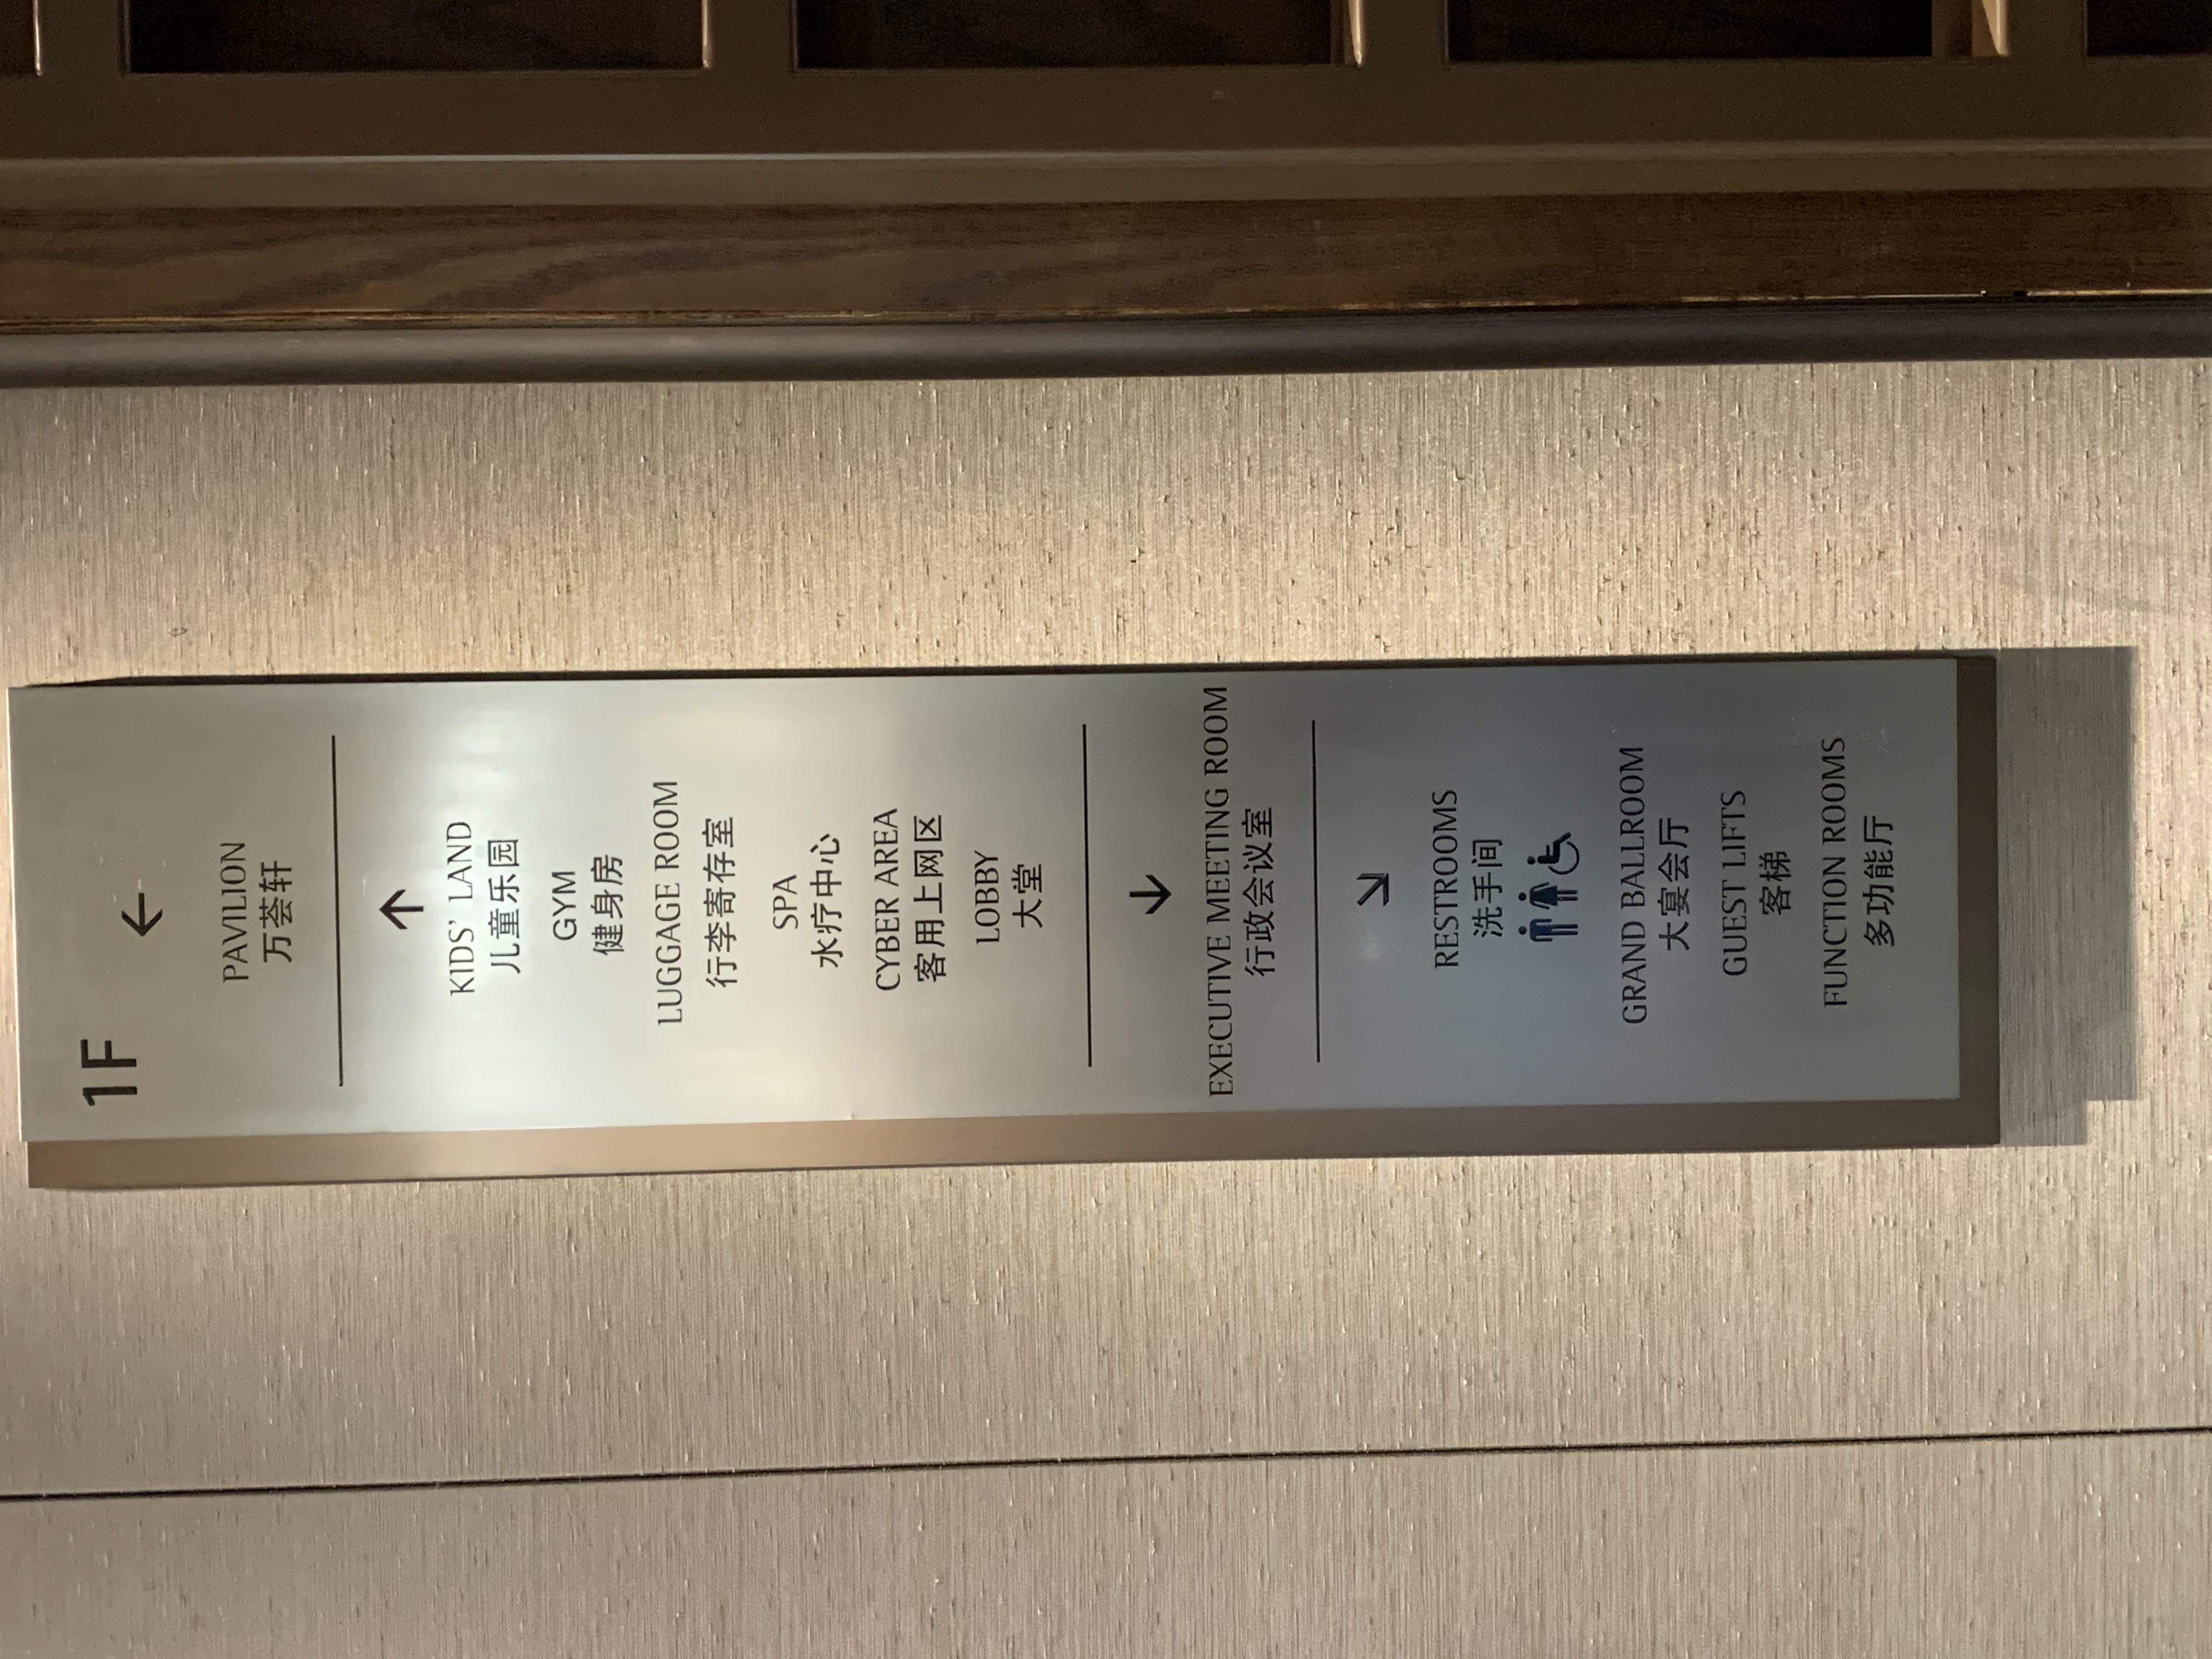 1F
PAVILION
万荟轩
KIDS' LAND
儿童乐园
GYM
健身房
LUGGAGE ROOM
行李寄存室
SPA
水疗中心
CYBER AREA
客用上网区
LOBBY
大堂
EXECUTIVE MEETING ROOM
行政会议室
RESTROOMS
洗手间
GRAND BALLROOM
大宴会厅
GUEST LIFTS
客梯
FUNCTION ROOMS
多功能厅